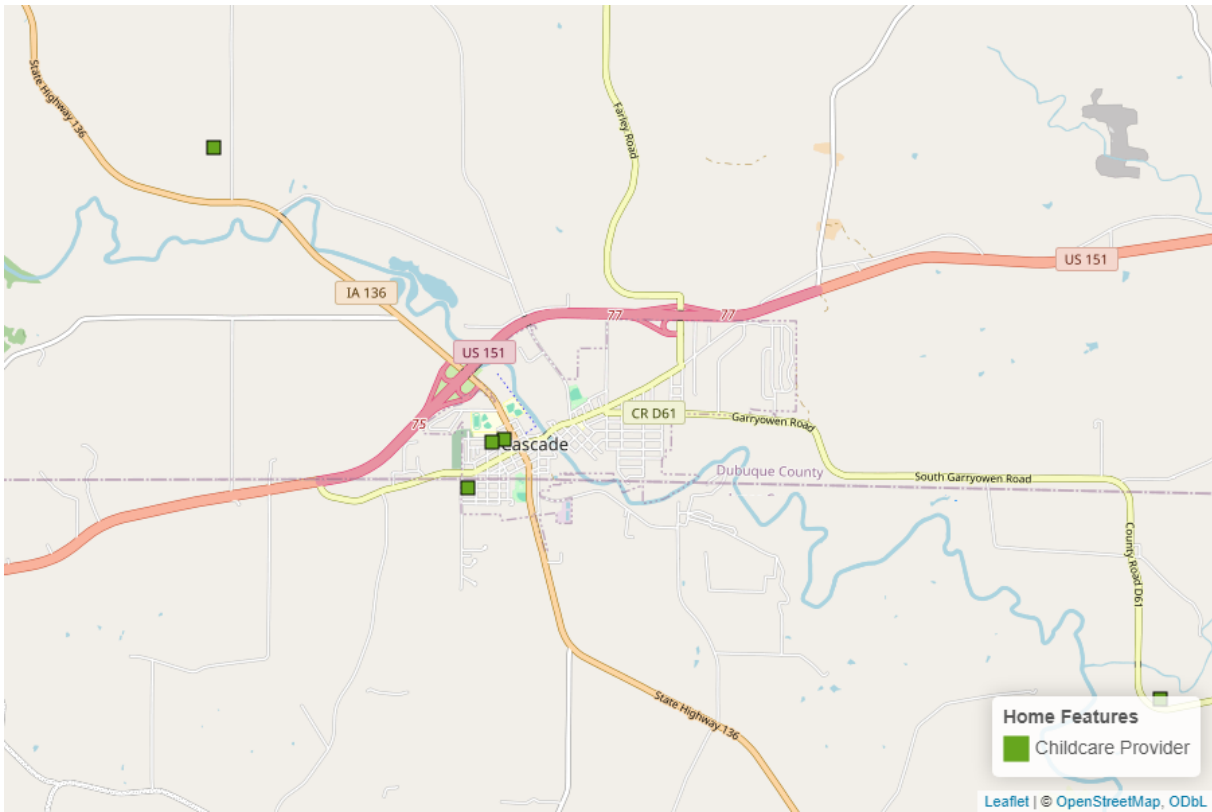 State Highway 136
Farley Road
US 151
IA 136
77
77
US 151
75
CR D61
Garryowen Road
Cascade
Dubuque County
South Garryowen Road
County Road D61
State Highway 136
Home Features
Childcare Provider
Leaflet | © OpenStreetMap, ODbL